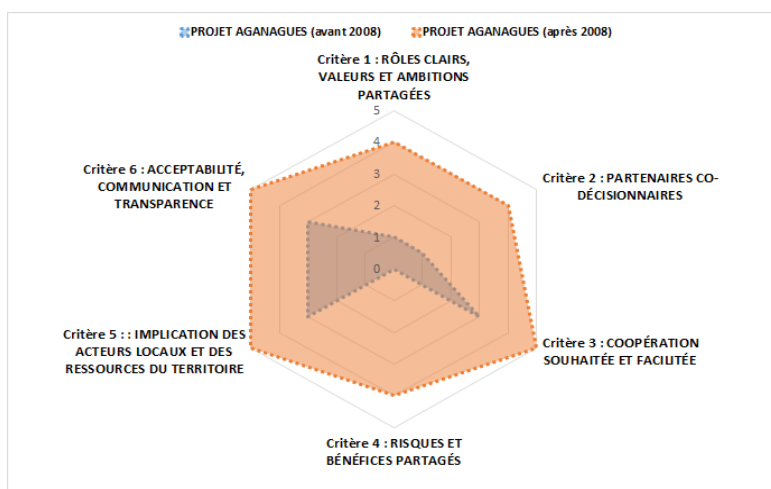 PROJET AGANAGUES (avant 2008) PROJET AGANAGUES (après 2008)
Critère 1 : RÔLES CLAIRS,
VALEURS ET AMBITIONS
PARTAGÉES
5
4
3
2
1
0
Critère 2 : PARTENAIRES CO-
DÉCISIONNAIRES
Critère 3 : COOPÉRATION
SOUHAITÉE ET FACILITÉE
Critère 4 : RISQUES ET
BÉNÉFICES PARTAGÉS
Critère 5 : : IMPLICATION DES
ACTEURS LOCAUX ET DES
RESSOURCES DU TERRITOIRE
Critère 6 : ACCEPTABILITÉ,
COMMUNICATION ET
TRANSPARENCE